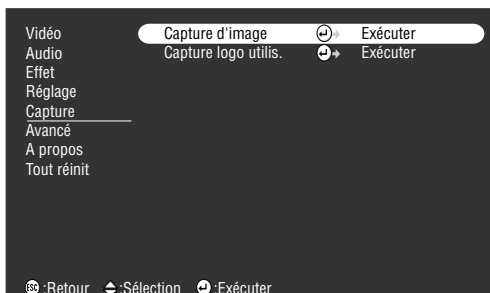 Vidéo
Capture d'image Exécuter
Audio
Capture logo utilis. Exécuter
Effet
Réglage
Capture
Avancé
A propos
Tout réinit
ESC :Retour :Sélection :Exécuter